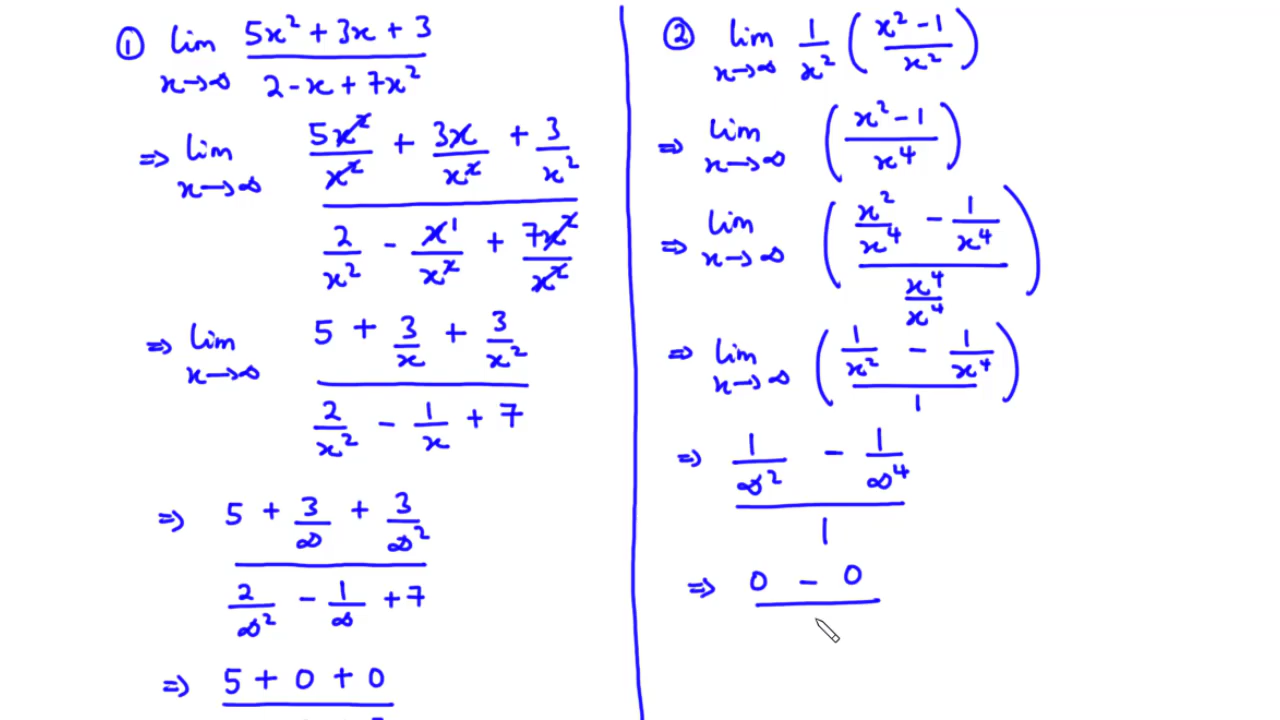 ① lim x→∞ (5x² + 3x + 3)/(2 - x + 7x²)
⇒ lim x→∞ (5x²/x² + 3x/x² + 3/x²)/(2/x² - x¹/x² + 7x²/x²)
⇒ lim x→∞ (5 + 3/x + 3/x²)/(2/x² - 1/x + 7)
⇒ (5 + 3/∞ + 3/∞²)/(2/∞² - 1/∞ + 7)
⇒ 5 + 0 + 0
② lim x→∞ 1/x² ((x² - 1)/x²)
⇒ lim x→∞ ((x² - 1)/x⁴)
⇒ lim x→∞ ((x²/x⁴ - 1/x⁴)/(x⁴/x⁴))
⇒ lim x→∞ ((1/x² - 1/x⁴)/1)
⇒ (1/∞² - 1/∞⁴)/1
⇒ 0 - 0